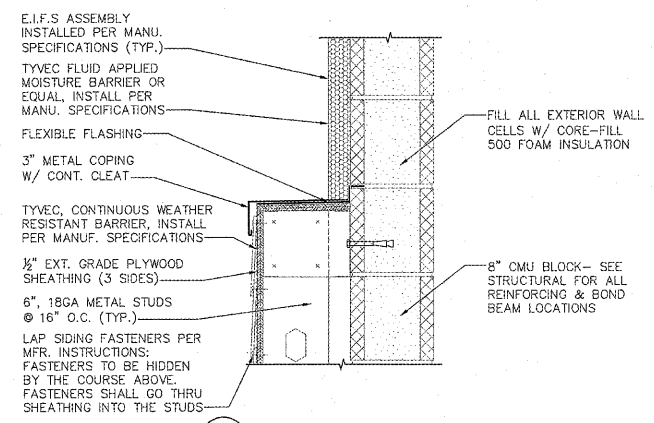 E.I.F.S ASSEMBLY
INSTALLED PER MANU.
SPECIFICATIONS (TYP.)
TYVEC FLUID APPLIED
MOISTURE BARRIER OR
EQUAL, INSTALL PER
MANU. SPECIFICATIONS
FLEXIBLE FLASHING
3" METAL COPING
W/ CONT. CLEAT
TYVEC, CONTINUOUS WEATHER
RESISTANT BARRIER, INSTALL
PER MANUF. SPECIFICATIONS
½" EXT. GRADE PLYWOOD
SHEATHING (3 SIDES)
6", 18GA METAL STUDS
@ 16" O.C. (TYP.)
LAP SIDING FASTENERS PER
MFR. INSTRUCTIONS:
FASTENERS TO BE HIDDEN
BY THE COURSE ABOVE.
FASTENERS SHALL GO THRU
SHEATHING INTO THE STUDS
FILL ALL EXTERIOR WALL
CELLS W/ CORE-FILL
500 FOAM INSULATION
8" CMU BLOCK- SEE
STRUCTURAL FOR ALL
REINFORCING & BOND
BEAM LOCATIONS